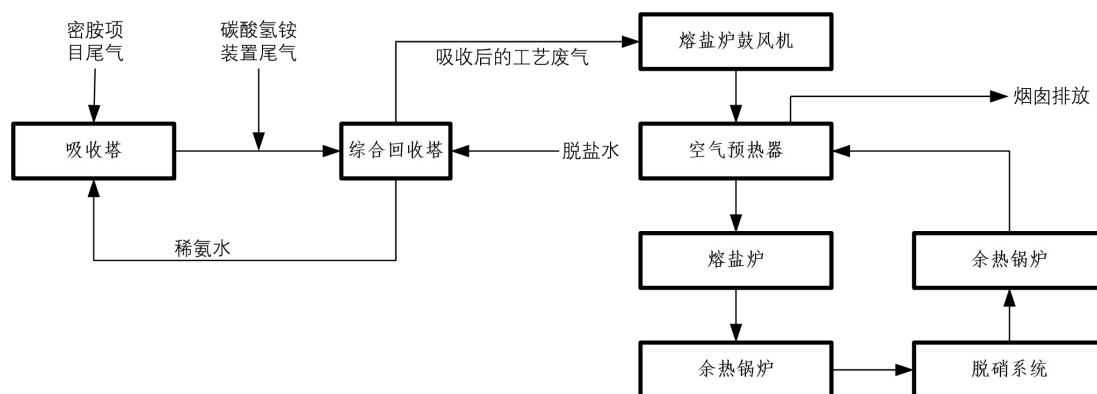 密胺项
目尾气
碳酸氢铵
装置尾气
吸收后的工艺废气
熔盐炉鼓风机
烟囱排放
吸收塔
综合回收塔
脱盐水
空气预热器
稀氨水
熔盐炉
余热锅炉
余热锅炉
脱硝系统